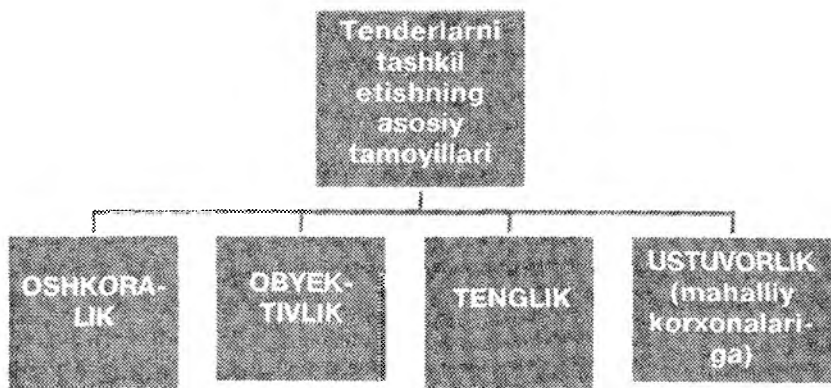 Tenderlarni
tashkil
etishning
asosiy
tamoyillari
OSHKORA-
LIK
OBYEK-
TIVLIK
TENGLIK
USTUVORLIK
(mahalliy
korxonalari-
ga)